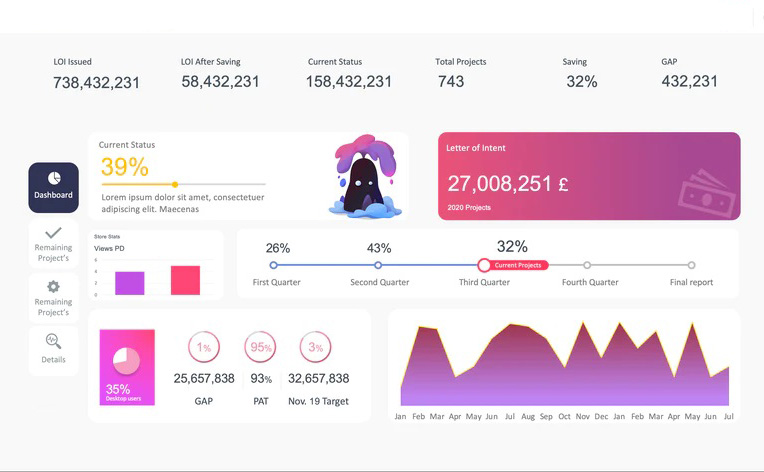 LOI Issued
738,432,231
LOI After Saving
58,432,231
Current Status
158,432,231
Total Projects
743
Saving
32%
GAP
432,231
Dashboard
Remaining
Project's
Remaining
Project's
Details
Current Status
39%
Lorem ipsum dolor sit amet, consectetuer
adipiscing elit. Maecenas
Letter of Intent
27,008,251 £
2020 Projects
Store Stats
Views PD
6
4
2
0
26%
43%
32%
Current Projects
First Quarter
Second Quarter
Third Quarter
Fourth Quarter
Final report
35%
Desktop users
1%
95%
3%
25,657,838
93%
32,657,838
GAP
PAT
Nov. 19 Target
Jan Feb Mar Apr May Jun Jul Aug Sep Oct Nov Dec Jan Feb Mar Apr May Jun Jul